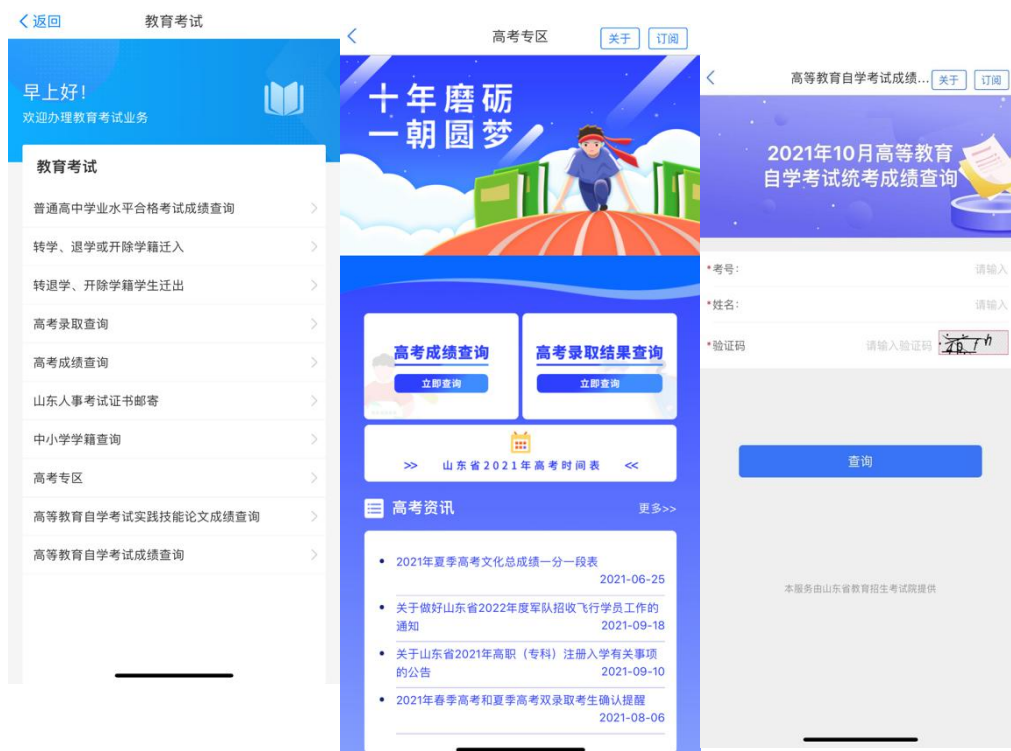 返回
教育考试
早上好！
欢迎办理教育考试业务
教育考试
普通高中学业水平合格考试成绩查询
转学、退学或开除学籍迁入
转退学、开除学籍学生迁出
高考录取查询
高考成绩查询
山东人事考试证书邮寄
中小学学籍查询
高考专区
高等教育自学考试实践技能论文成绩查询
高等教育自学考试成绩查询
高考专区
关于
订阅
十年磨砺
一朝圆梦
高考成绩查询
立即查询
高考录取结果查询
立即查询
>> 山东省2021年高考时间表 <<
高考资讯
更多>>
2021年夏季高考文化总成绩一分一段表
2021-06-25
关于做好山东省2022年度军队招收飞行学员工作的
通知 2021-09-18
关于山东省2021年高职（专科）注册入学有关事项
的公告 2021-09-10
2021年春季高考和夏季高考双录取考生确认提醒
2021-08-06
高等教育自学考试成绩...
关于
订阅
2021年10月高等教育
自学考试统考成绩查询
*考号： 请输入
*姓名： 请输入
*验证码 请输入验证码
查询
本服务由山东省教育招生考试院提供